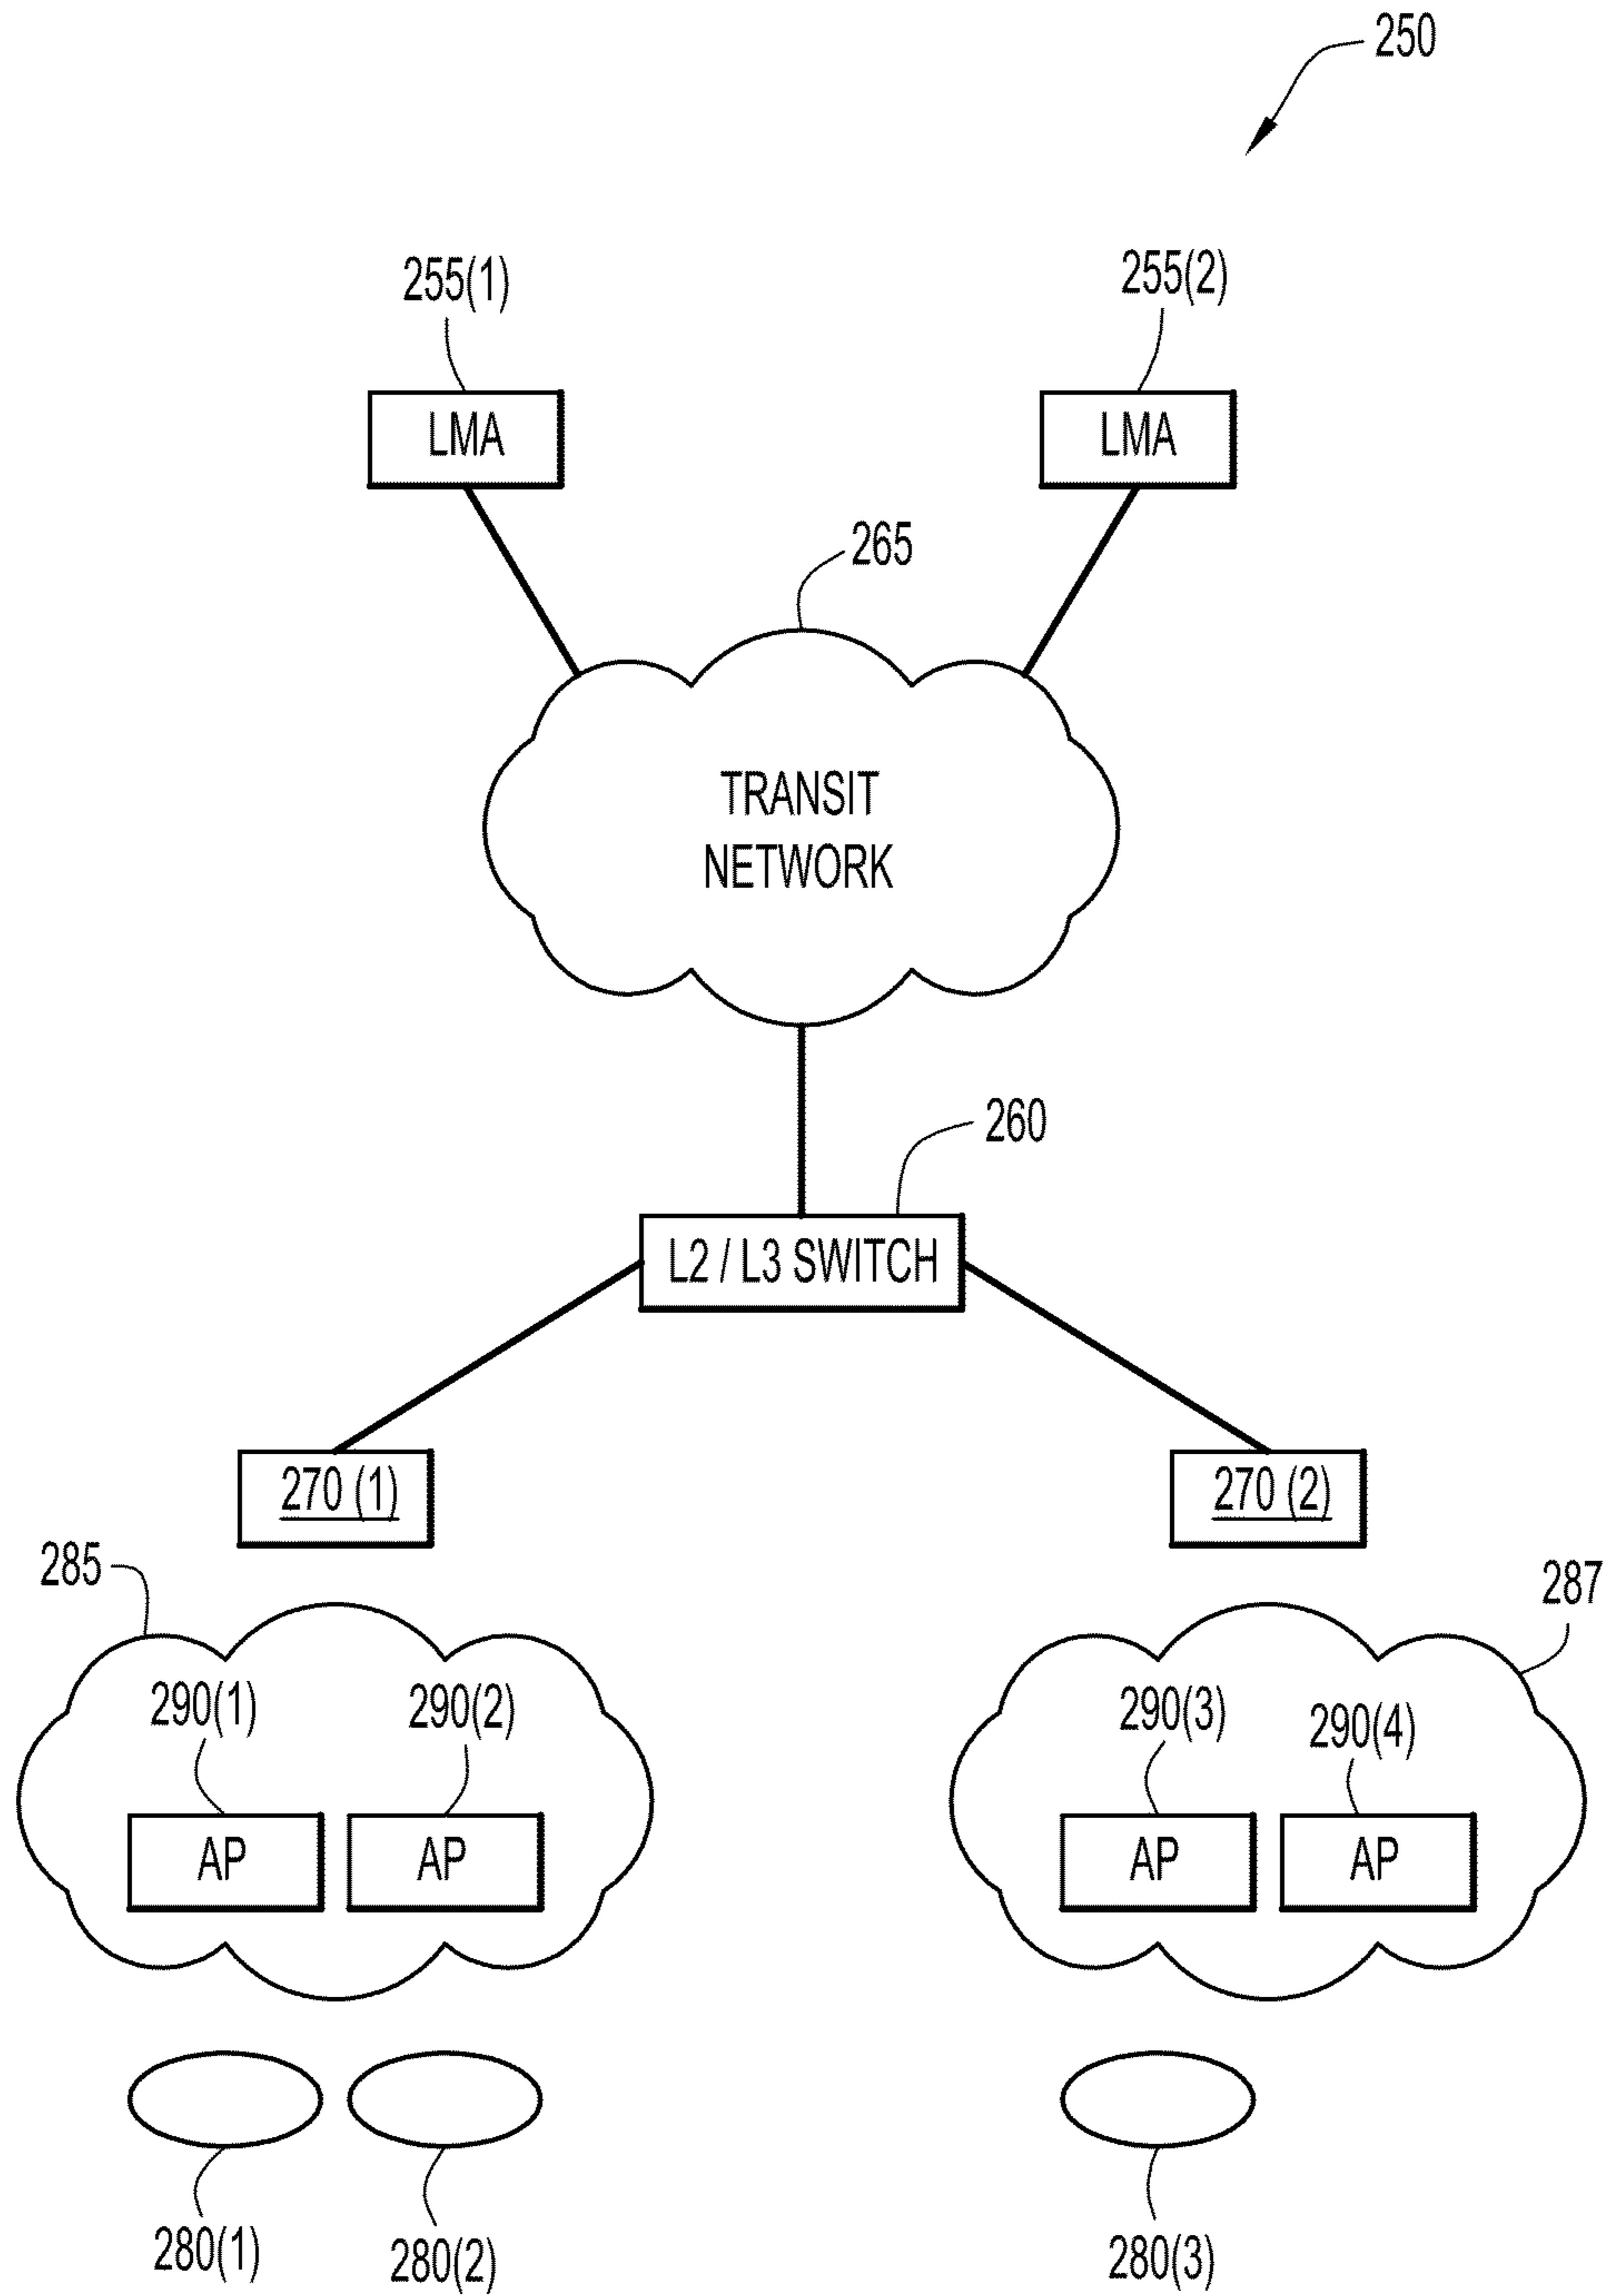 250
255(1)
255(2)
LMA
LMA
265
TRANSIT
NETWORK
260
L2 / L3 SWITCH
270 (1)
270 (2)
285
287
290(1)
290(2)
290(3)
290(4)
AP
AP
AP
AP
280(1)
280(2)
280(3)